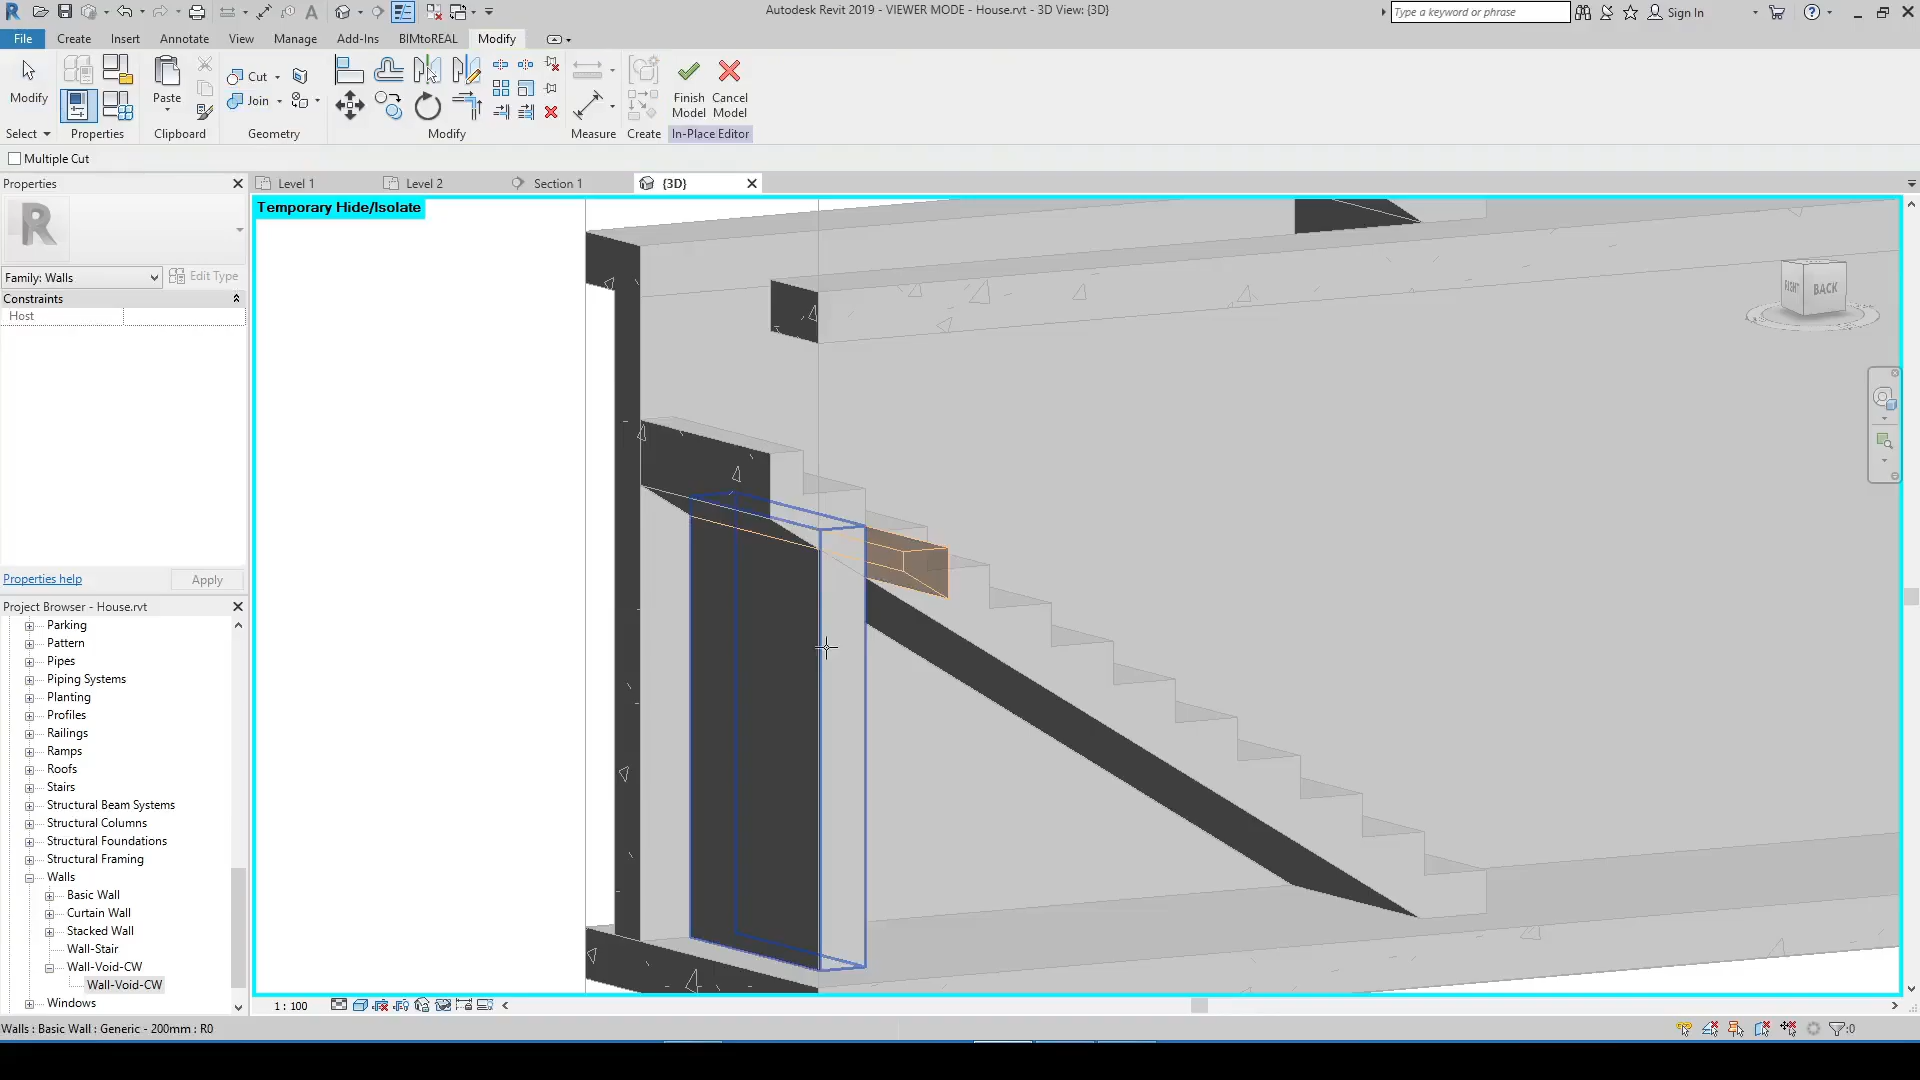 Autodesk Revit 2019 - VIEWER MODE - House.rvt - 3D View: {3D}
Type a keyword or phrase
Sign In
File
Create
Insert
Annotate
View
Manage
Add-Ins
BIMtoREAL
Modify
Modify
Paste
Cut
Join
Finish Model
Cancel Model
Select
Properties
Clipboard
Geometry
Modify
Measure
Create
In-Place Editor
Multiple Cut
Properties
Level 1
Level 2
Section 1
{3D}
Temporary Hide/Isolate
R
Family: Walls
Edit Type
Constraints
Host
RIGHT
BACK
Properties help
Apply
Project Browser - House.rvt
Parking
Pattern
Pipes
Piping Systems
Planting
Profiles
Railings
Ramps
Roofs
Stairs
Structural Beam Systems
Structural Columns
Structural Foundations
Structural Framing
Walls
Basic Wall
Curtain Wall
Stacked Wall
Wall-Stair
Wall-Void-CW
Wall-Void-CW
Windows
1 : 100
Walls : Basic Wall : Generic - 200mm : R0
:0